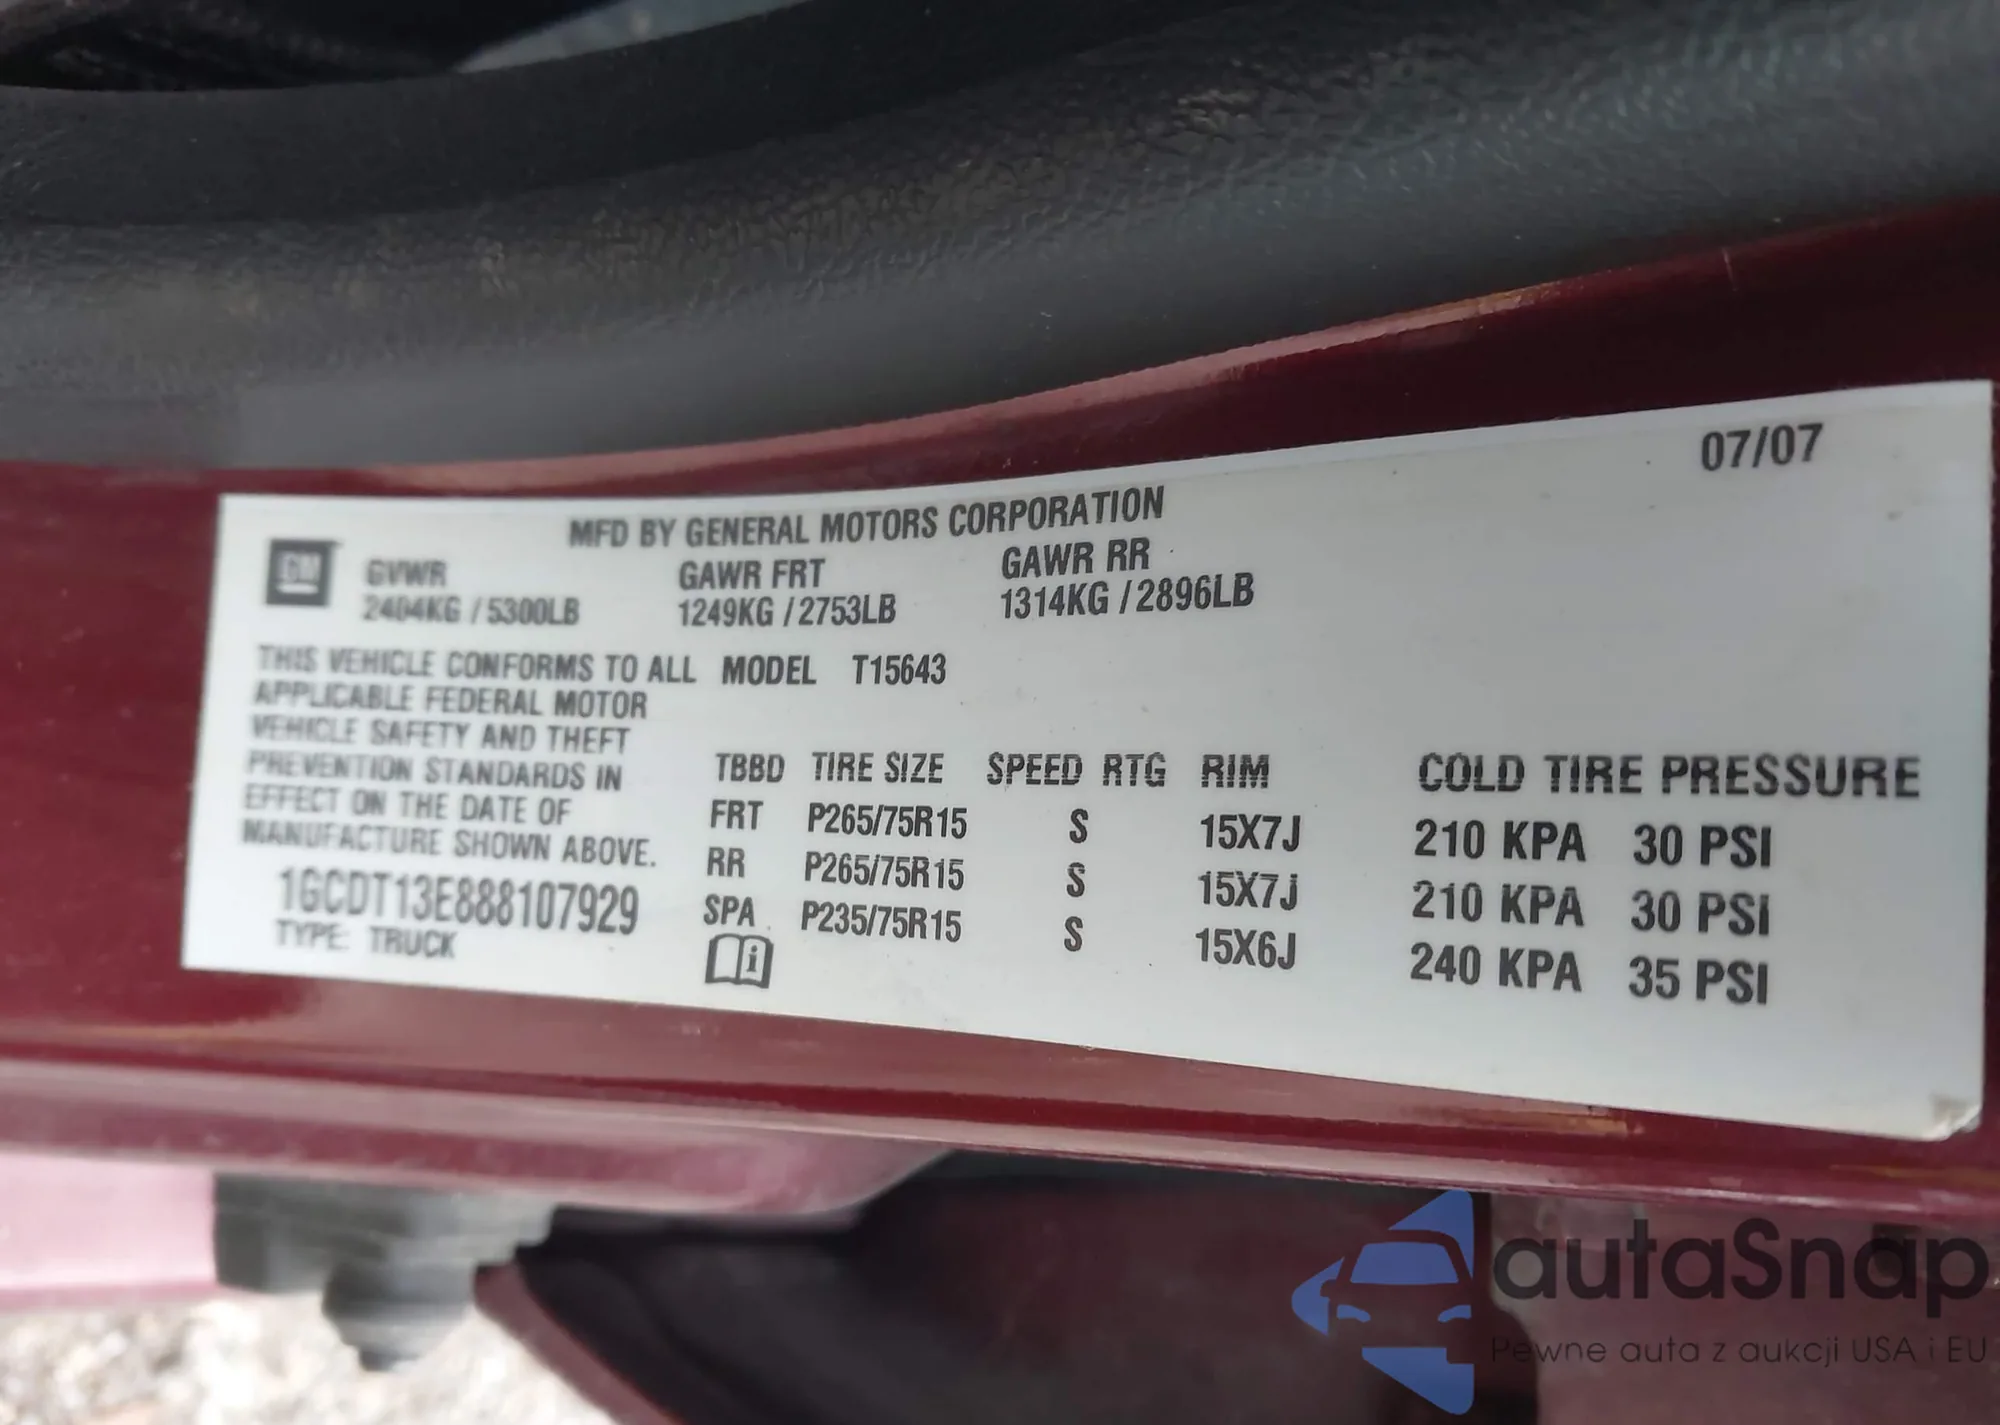 07/07
MFD BY GENERAL MOTORS CORPORATION
GM GVWR GAWR FRT GAWR RR
2404KG / 5300LB 1249KG / 2753LB 1314KG / 2896LB
THIS VEHICLE CONFORMS TO ALL MODEL T15643
APPLICABLE FEDERAL MOTOR
VEHICLE SAFETY AND THEFT
PREVENTION STANDARDS IN
EFFECT ON THE DATE OF
MANUFACTURE SHOWN ABOVE.
1GCDT13E888107929
TYPE: TRUCK
TBBD TIRE SIZE SPEED RTG RIM COLD TIRE PRESSURE
FRT P265/75R15 S 15X7J 210 KPA 30 PSI
RR P265/75R15 S 15X7J 210 KPA 30 PSI
SPA P235/75R15 S 15X6J 240 KPA 35 PSI
i
autaSnap
Pewne auta z aukcji USA i EU